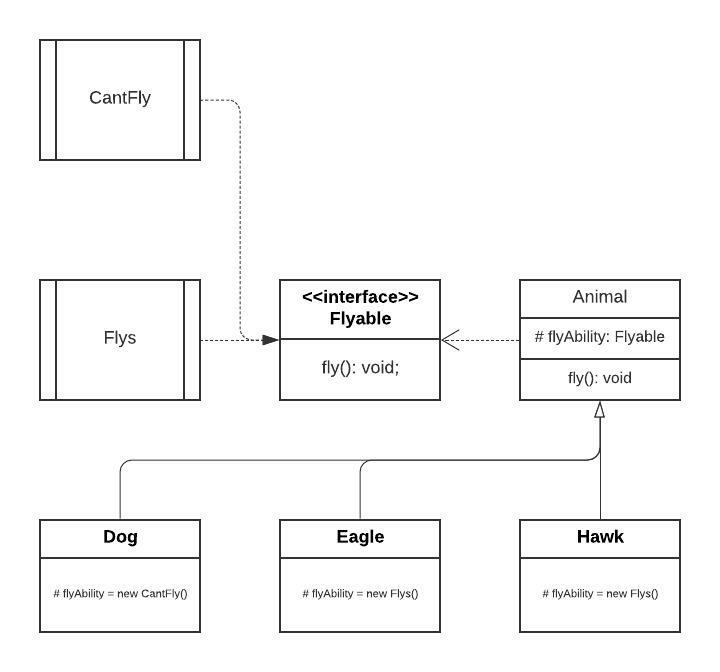 CantFly
Flys
<<interface>>
Flyable
fly(): void;
Animal
# flyAbility: Flyable
fly(): void
Dog
# flyAbility = new CantFly()
Eagle
# flyAbility = new Flys()
Hawk
# flyAbility = new Flys()